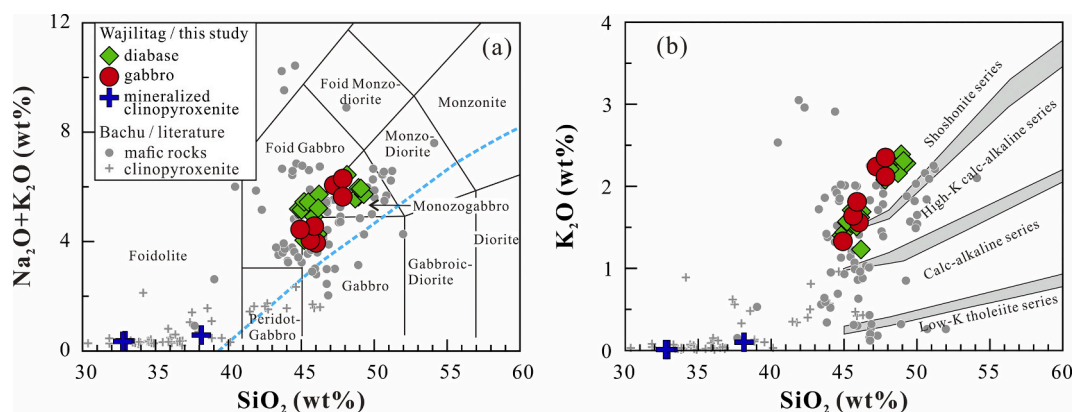 12
8
4
0
Na₂O+K₂O (wt%)
Wajilitag / this study
diabase
gabbro
mineralized
clinopyroxenite
Bachu / literature
mafic rocks
clinopyroxenite
(a)
Foid Monzo-
diorite
Monzonite
Foid Gabbro
Monzo-
Diorite
Monzogabbro
Foidolite
Diorite
Gabbroic-
Diorite
Gabbro
Peridot-
Gabbro
30
35
40
45
50
55
60
SiO₂ (wt%)
4
3
2
1
0
K₂O (wt%)
(b)
Shoshonite series
High-K calc-alkaline series
Calc-alkaline series
Low-K tholeiite series
30
35
40
45
50
55
60
SiO₂ (wt%)